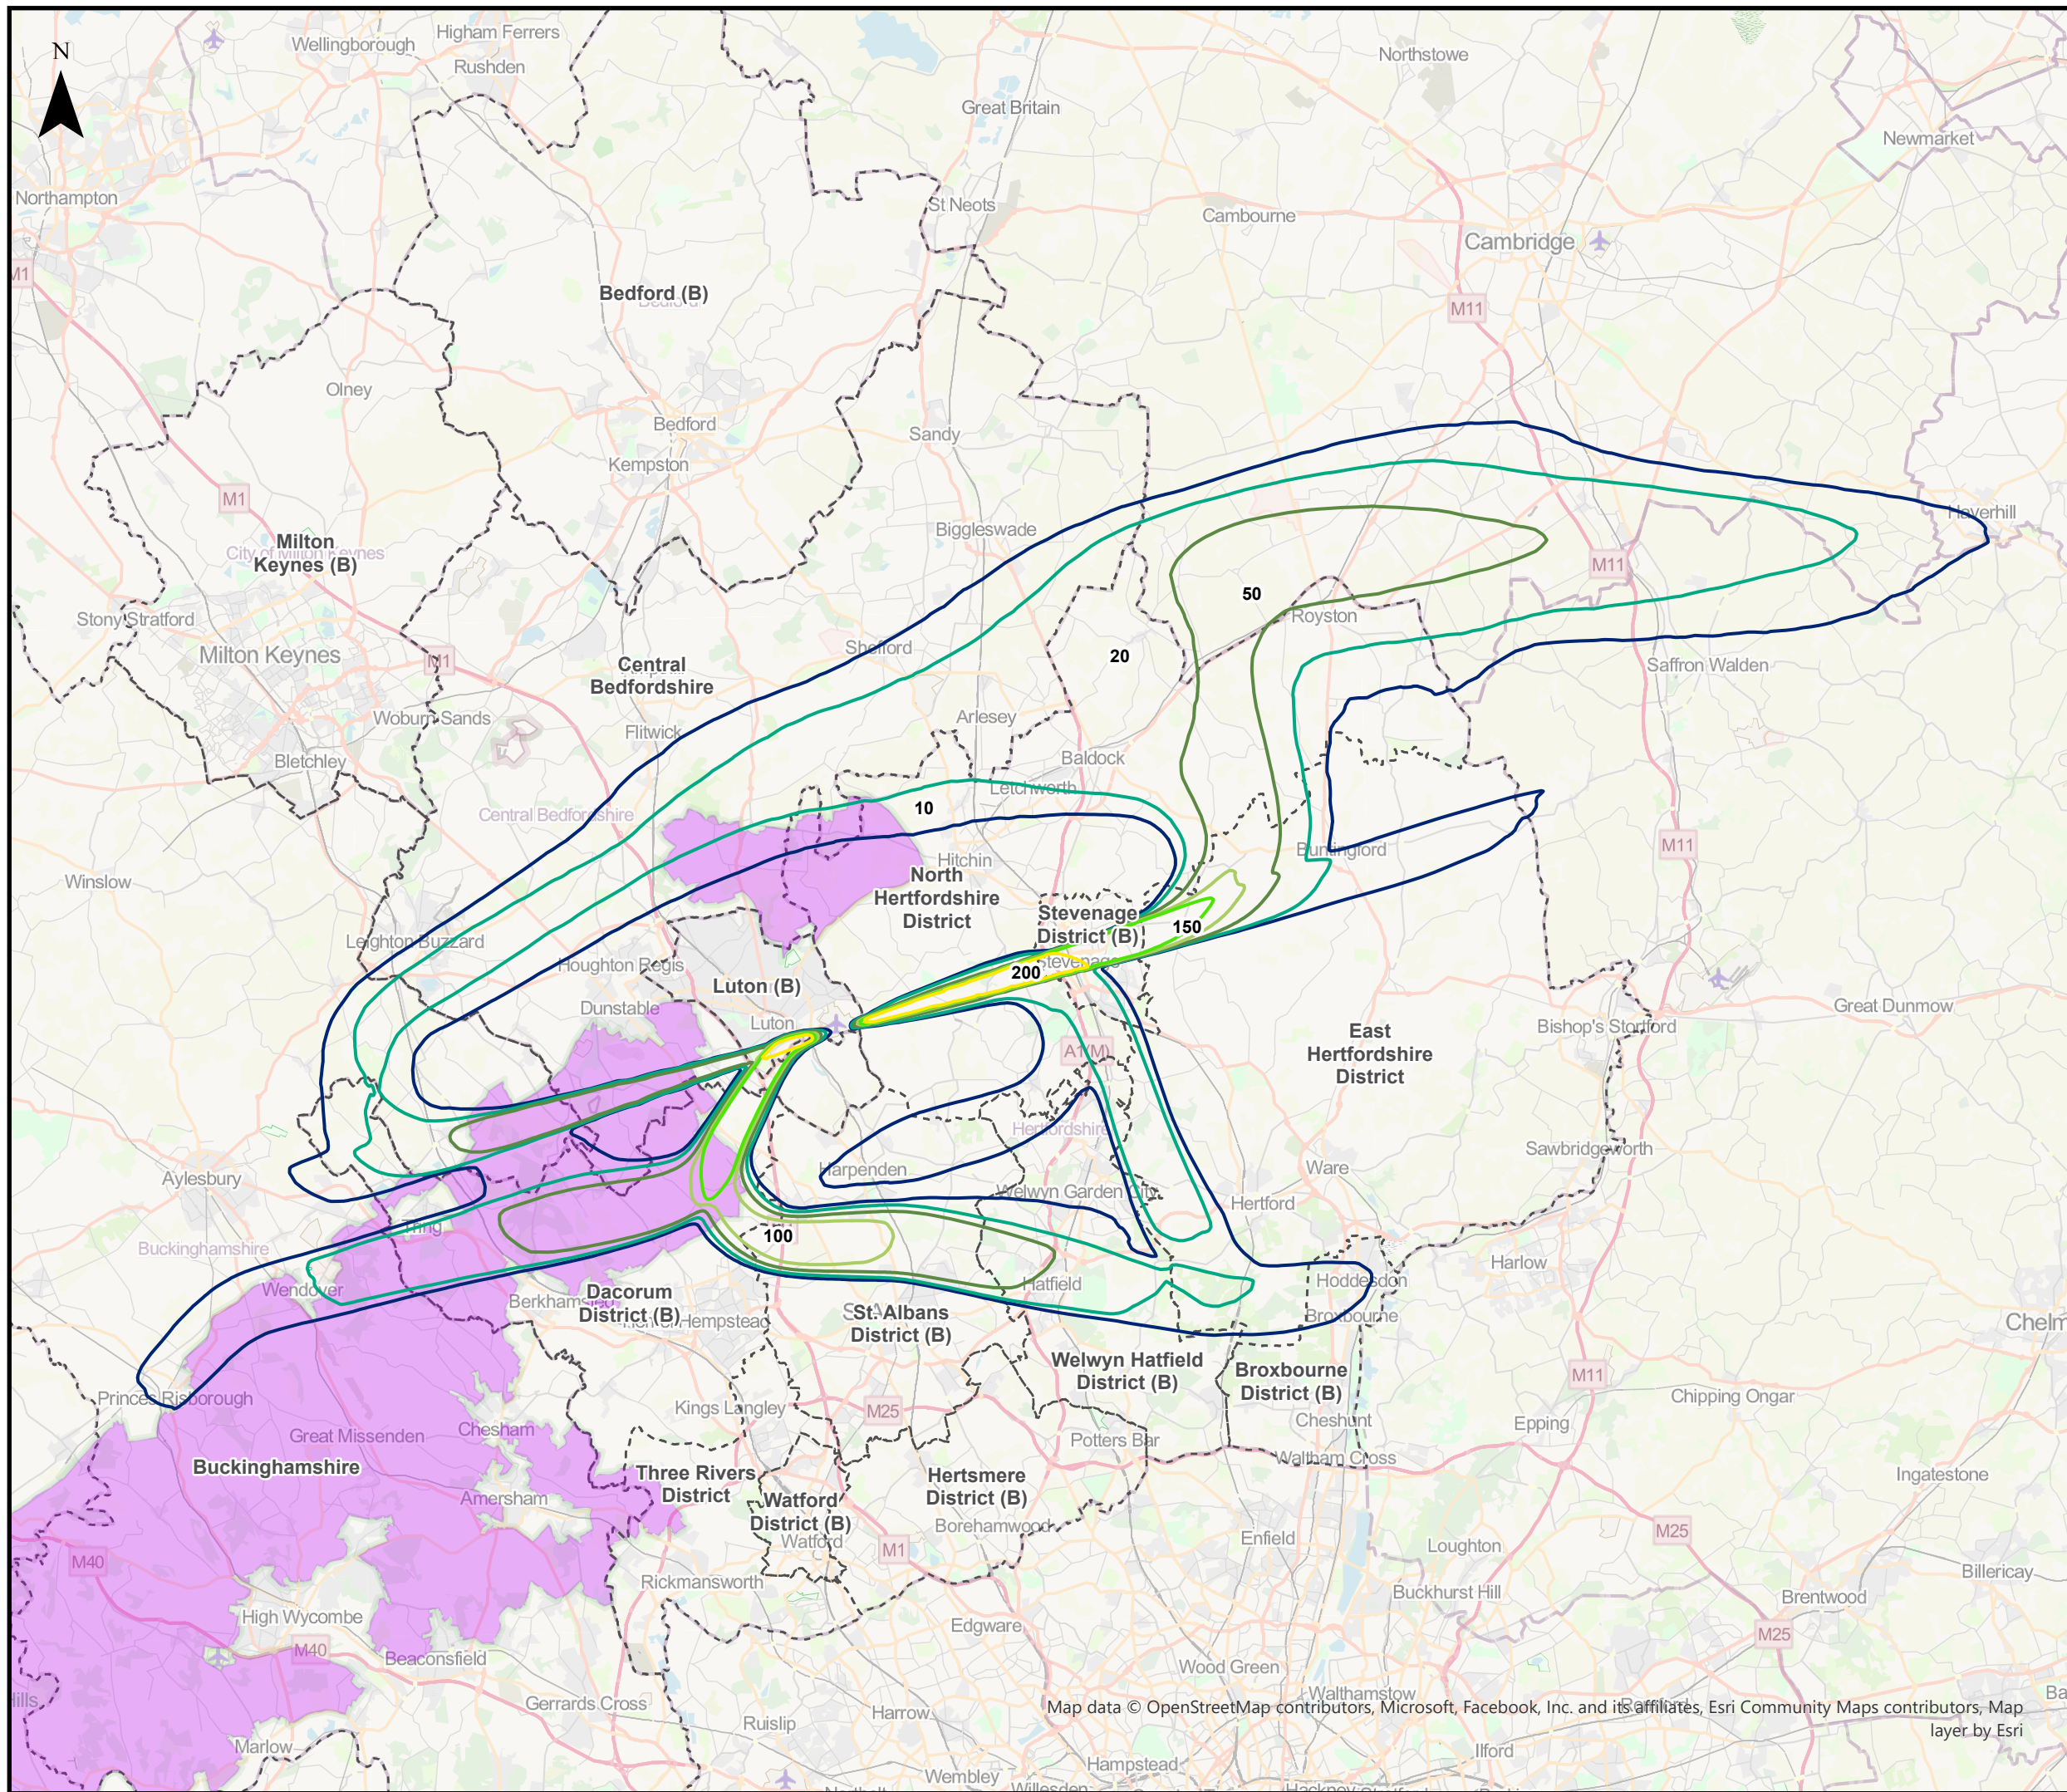 N
Wellingborough
Higham Ferrers
Rushden
Northstowe
Great Britain
Newmarket
Northampton
St Neots
Cambourne
Cambridge
M1
Bedford (B)
M11
Olney
Bedford
Sandy
Kempston
M1
Biggleswade
Haverhill
Milton
Keynes (B)
City of Milton Keynes
M11
50
Stony Stratford
Royston
Milton Keynes
M1
Shefford
20
Central
Bedfordshire
Saffron Walden
Woburn Sands
Flitwick
Arlesey
Bletchley
Baldock
Letchworth
Central Bedfordshire
10
M11
Buntingford
Winslow
Hitchin
North
Hertfordshire
District
Stevenage
District (B)
150
Leighton Buzzard
Houghton Regis
Stevenage
200
Luton (B)
Dunstable
Luton
Great Dunmow
Bishop's Stortford
East
Hertfordshire
District
A1(M)
Hertfordshire
Sawbridgeworth
Aylesbury
Harpenden
Ware
Welwyn Garden City
Hertford
Tring
Buckinghamshire
100
Harlow
Wendover
Hatfield
Hoddesdon
Berkhamsted
Dacorum
District (B)
Hemel Hempstead
St. Albans
District (B)
Broxbourne
Chelm
Welwyn Hatfield
District (B)
Broxbourne
District (B)
M11
Princes Risborough
Chipping Ongar
Kings Langley
M25
Cheshunt
Epping
Great Missenden
Chesham
Potters Bar
Waltham Cross
Buckinghamshire
Three Rivers
District
Hertsmere
District (B)
Ingatestone
Amersham
Watford
District (B)
Borehamwood
Watford
M25
Enfield
Loughton
M40
M1
Billericay
Rickmansworth
Buckhurst Hill
Brentwood
High Wycombe
Edgware
M25
M40
Beaconsfield
Wood Green
Walthamstow
Gerrards Cross
Harrow
Ruislip
Map data © OpenStreetMap contributors, Microsoft, Facebook, Inc. and its affiliates, Esri Community Maps contributors, Map
layer by Esri
Marlow
Ilford
Hampstead
Wembley